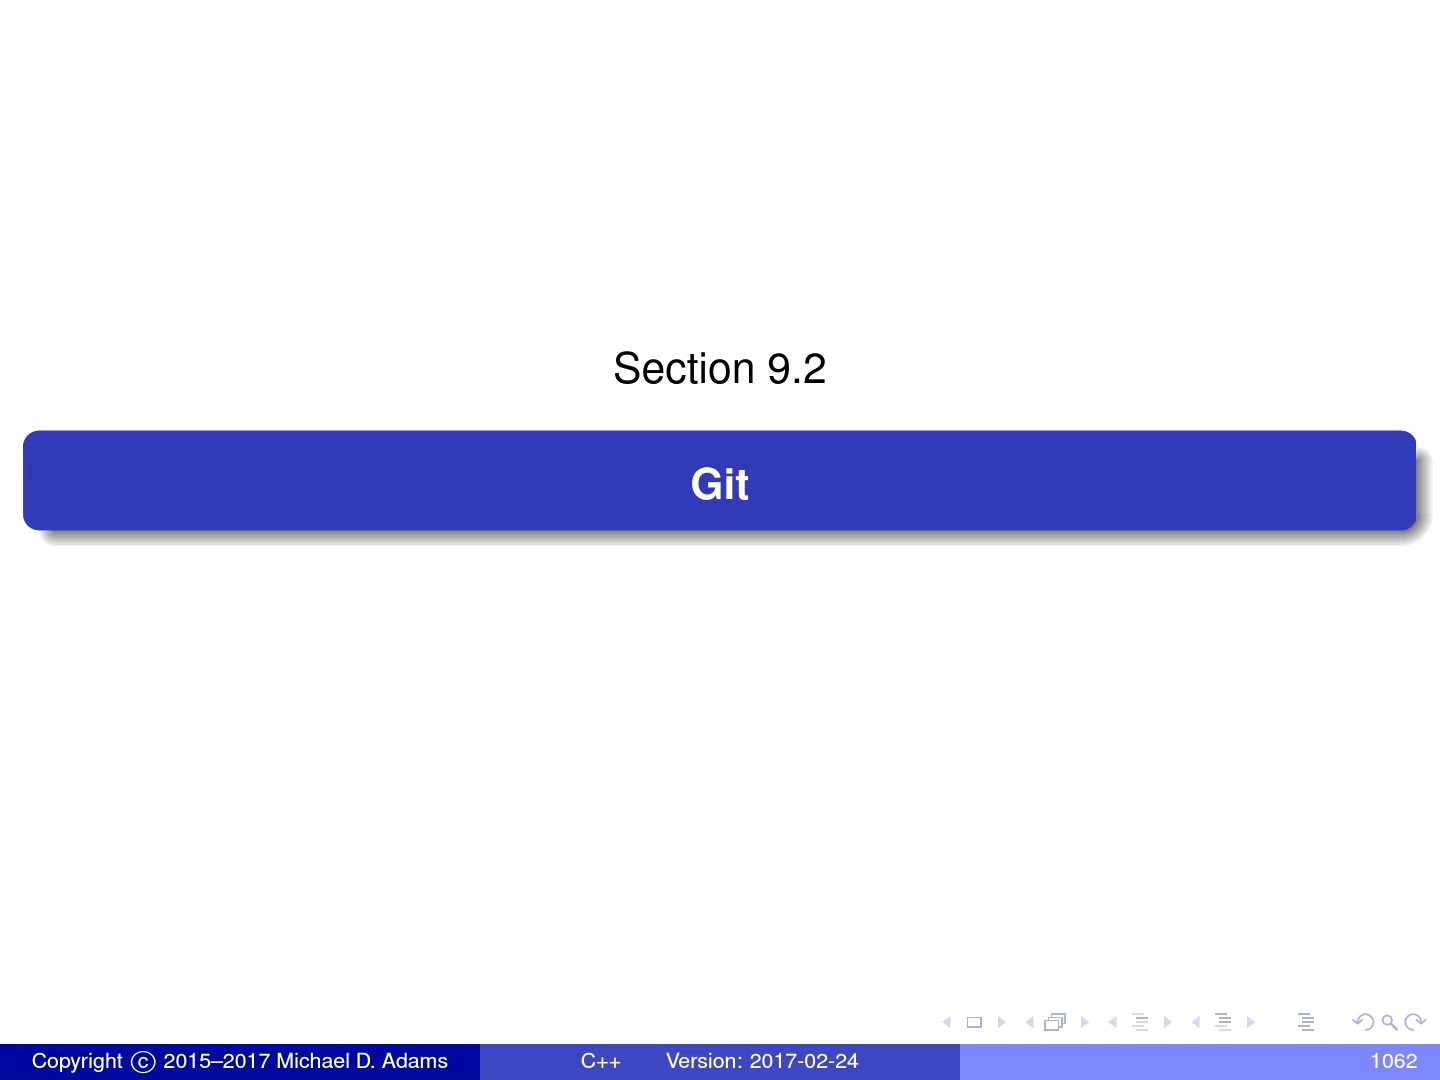 Section 9.2
Git
Copyright © 2015–2017 Michael D. Adams C++ Version: 2017-02-24 1062